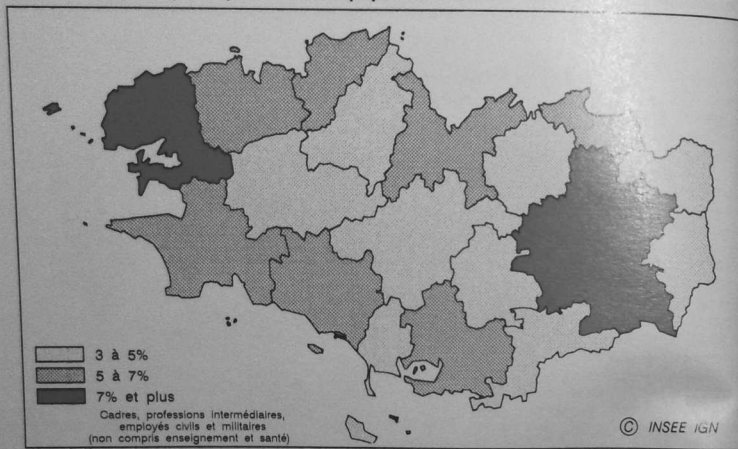 3 à 5%
5 à 7%
7% et plus
Cadres, professions intermédiaires,
employés civils et militaires
(non compris enseignement et santé)
© INSEE IGN